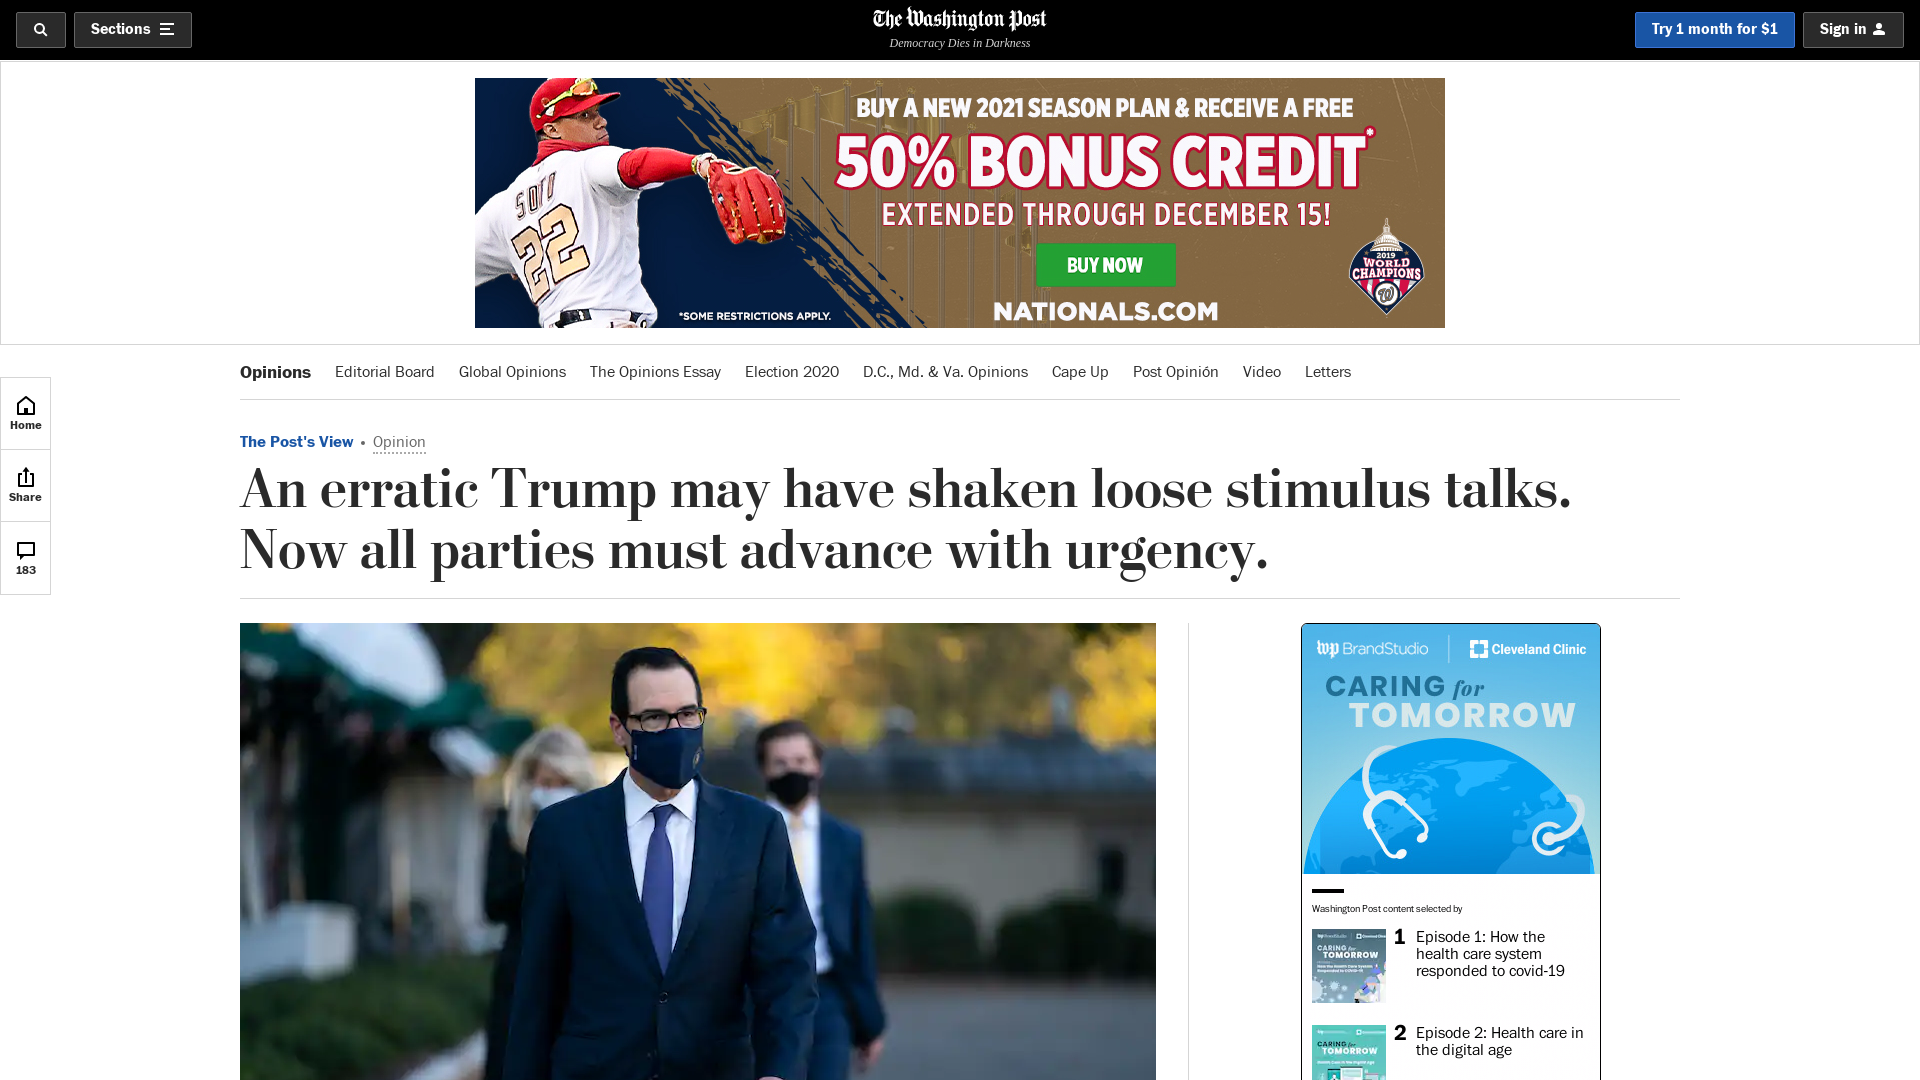 Sections
The Washington Post
Democracy Dies in Darkness
Try 1 month for $1
Sign in
BUY A NEW 2021 SEASON PLAN & RECEIVE A FREE
50% BONUS CREDIT*
EXTENDED THROUGH DECEMBER 15!
BUY NOW
NATIONALS.COM
*SOME RESTRICTIONS APPLY.
22
2019
WORLD
CHAMPIONS
W
Opinions Editorial Board Global Opinions The Opinions Essay Election 2020 D.C., Md. & Va. Opinions Cape Up Post Opinión Video Letters
Home
Share
183
The Post's View • Opinion
An erratic Trump may have shaken loose stimulus talks.
Now all parties must advance with urgency.
wp BrandStudio
Cleveland Clinic
CARING for
TOMORROW
Washington Post content selected by
CARING for
TOMORROW
1 Episode 1: How the
health care system
responded to covid-19
CARING for
TOMORROW
2 Episode 2: Health care in
the digital age